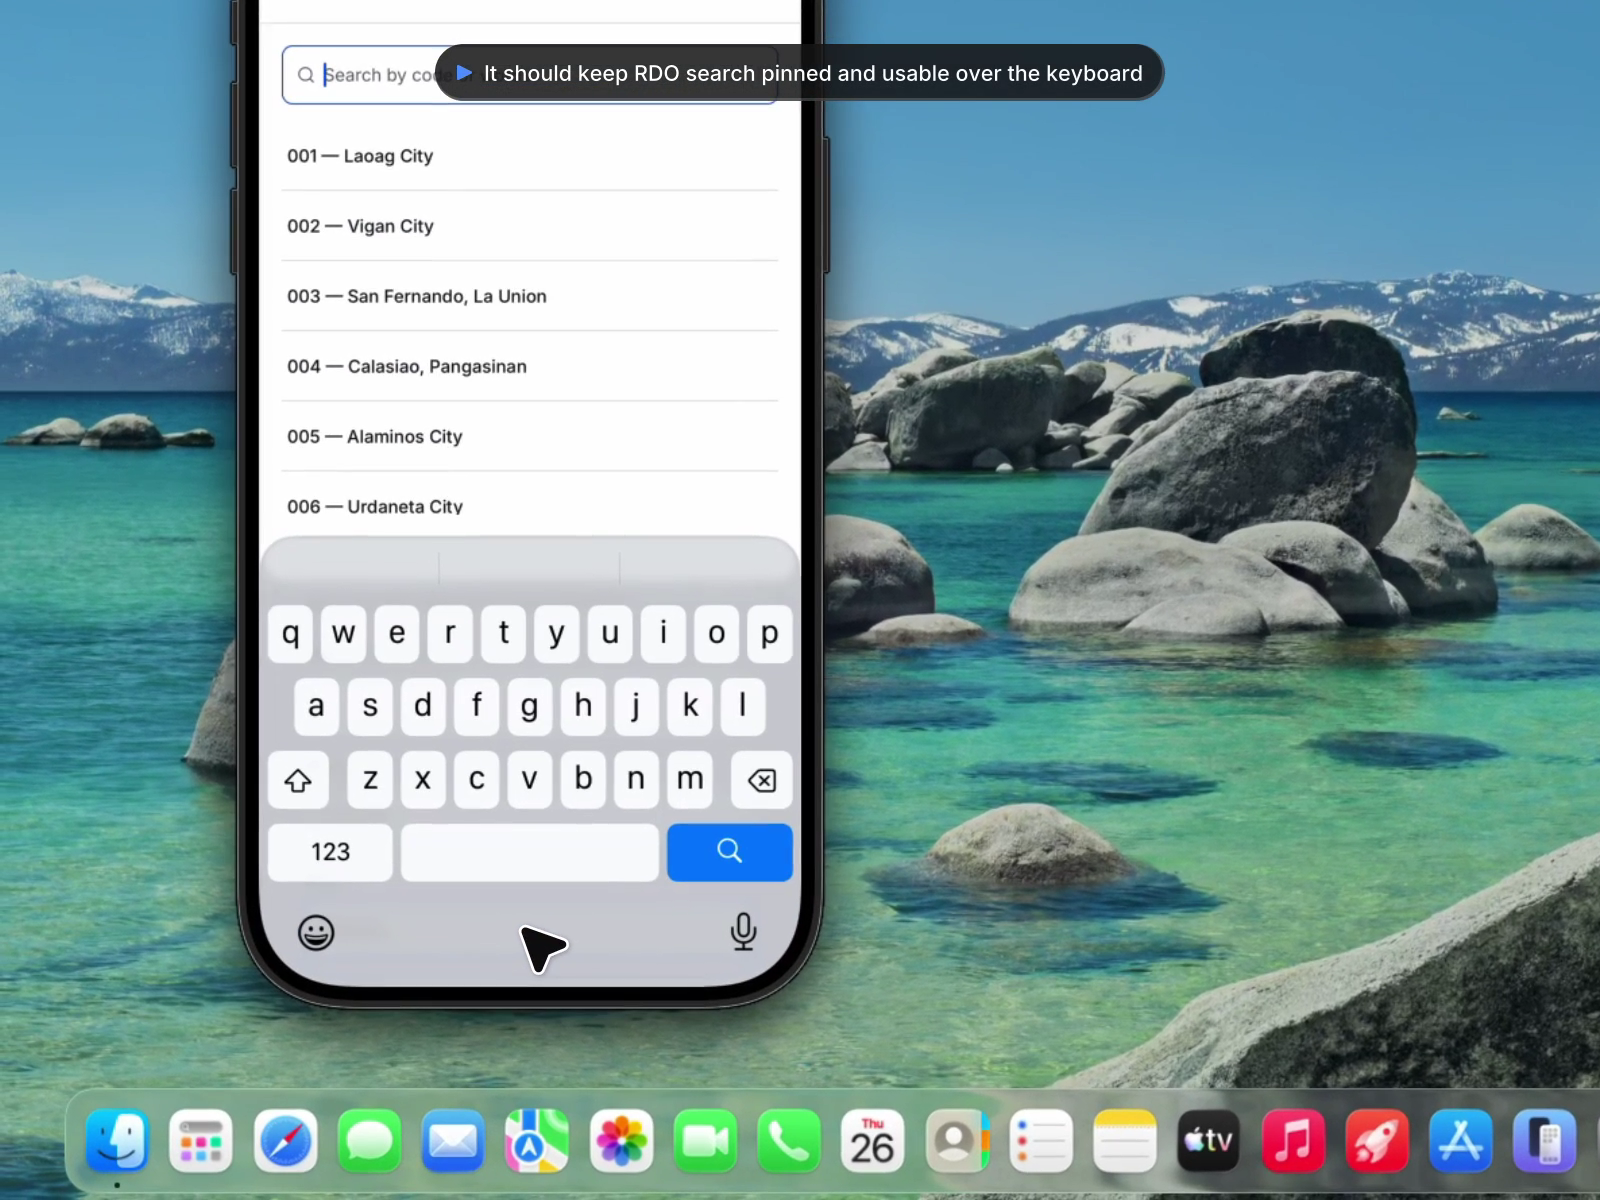 Search by co
It should keep RDO search pinned and usable over the keyboard
001 — Laoag City
002 — Vigan City
003 — San Fernando, La Union
004 — Calasiao, Pangasinan
005 — Alaminos City
006 — Urdaneta City
q w e r t y u i o p
a s d f g h j k l
z x c v b n m
123
Thu
26
tv